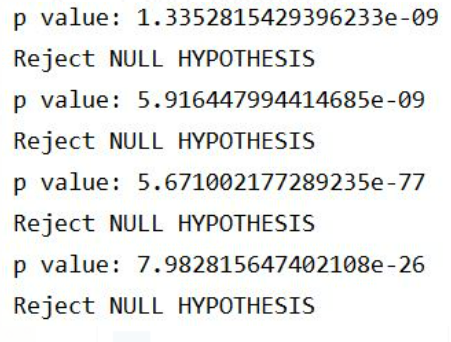 p value: 1.3352815429396233e-09
Reject NULL HYPOTHESIS
p value: 5.916447994414685e-09
Reject NULL HYPOTHESIS
p value: 5.671002177289235e-77
Reject NULL HYPOTHESIS
p value: 7.982815647402108e-26
Reject NULL HYPOTHESIS